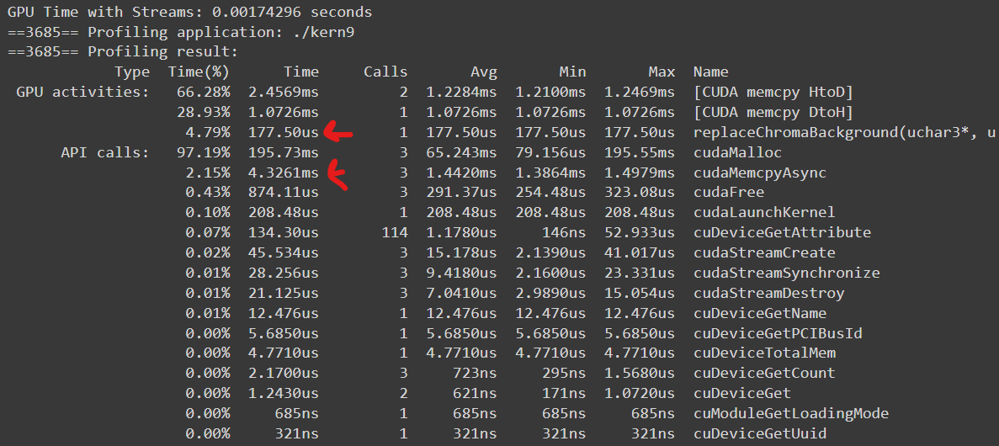 GPU Time with Streams: 0.00174296 seconds
==3685== Profiling application: ./kern9
==3685== Profiling result:
Type Time(%) Time Calls Avg Min Max Name
GPU activities: 66.28% 2.4569ms 2 1.2284ms 1.2100ms 1.2469ms [CUDA memcpy HtoD]
28.93% 1.0726ms 1 1.0726ms 1.0726ms 1.0726ms [CUDA memcpy DtoH]
4.79% 177.50us 1 177.50us 177.50us 177.50us replaceChromaBackground(uchar3*, u
API calls: 97.19% 195.73ms 3 65.243ms 79.156us 195.55ms cudaMalloc
2.15% 4.3261ms 3 1.4420ms 1.3864ms 1.4979ms cudaMemcpyAsync
0.43% 874.11us 3 291.37us 254.48us 323.08us cudaFree
0.10% 208.48us 1 208.48us 208.48us 208.48us cudaLaunchKernel
0.07% 134.30us 114 1.1780us 146ns 52.933us cuDeviceGetAttribute
0.02% 45.534us 3 15.178us 2.1390us 41.017us cudaStreamCreate
0.01% 28.256us 3 9.4180us 2.1600us 23.331us cudaStreamSynchronize
0.01% 21.125us 3 7.0410us 2.9890us 15.054us cudaStreamDestroy
0.01% 12.476us 1 12.476us 12.476us 12.476us cuDeviceGetName
0.00% 5.6850us 1 5.6850us 5.6850us 5.6850us cuDeviceGetPCIBusId
0.00% 4.7710us 1 4.7710us 4.7710us 4.7710us cuDeviceTotalMem
0.00% 2.1700us 3 723ns 295ns 1.5680us cuDeviceGetCount
0.00% 1.2430us 2 621ns 171ns 1.0720us cuDeviceGet
0.00% 685ns 1 685ns 685ns 685ns cuModuleGetLoadingMode
0.00% 321ns 1 321ns 321ns 321ns cuDeviceGetUuid